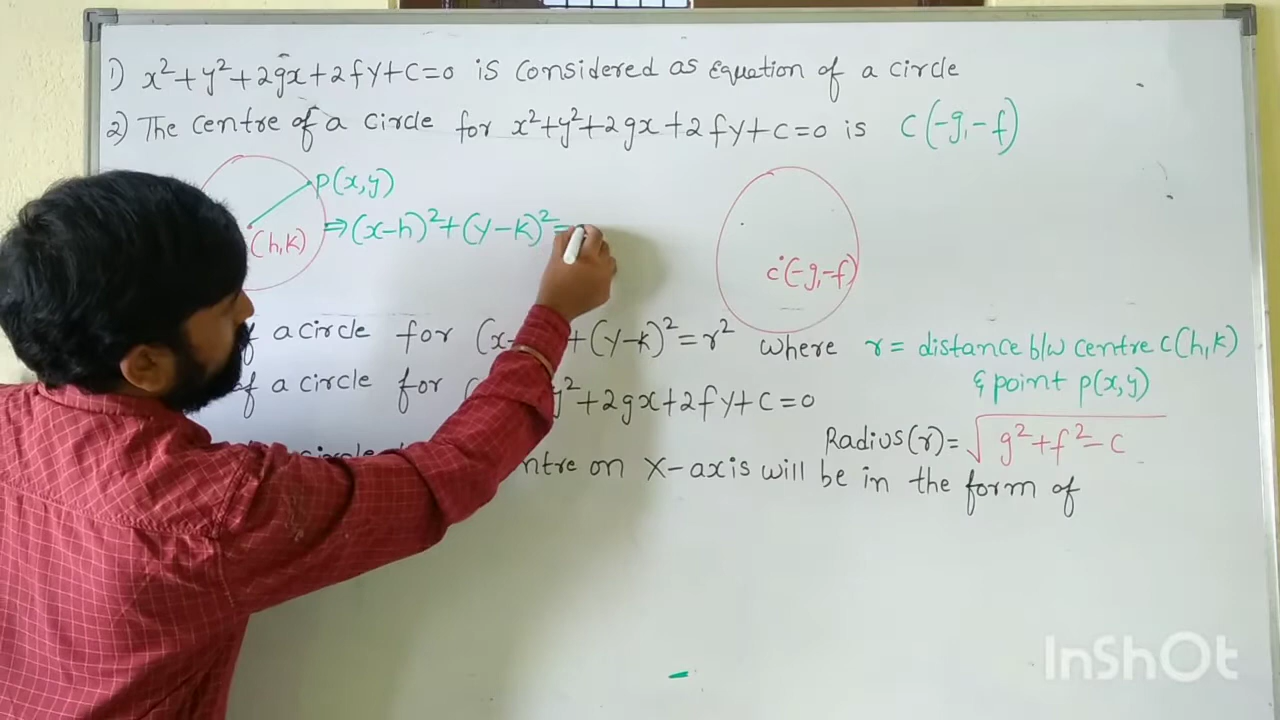 1) x²+y²+2gx+2fy+c=0 is considered as Equation of a circle
2) The centre of a circle for x²+y²+2gx+2fy+c=0 is C(-g,-f)
P(x,y)
⇒(x-h)²+(y-k)²=
(h,k)
C(-g,-f)
a circle for (x- +(y-k)²=r² where r = distance b/w centre c(h,k)
& point p(x,y)
of a circle for y²+2gx+2fy+c=0
Radius(r)=√g²+f²-c
on X-axis will be in the form of
InShOt